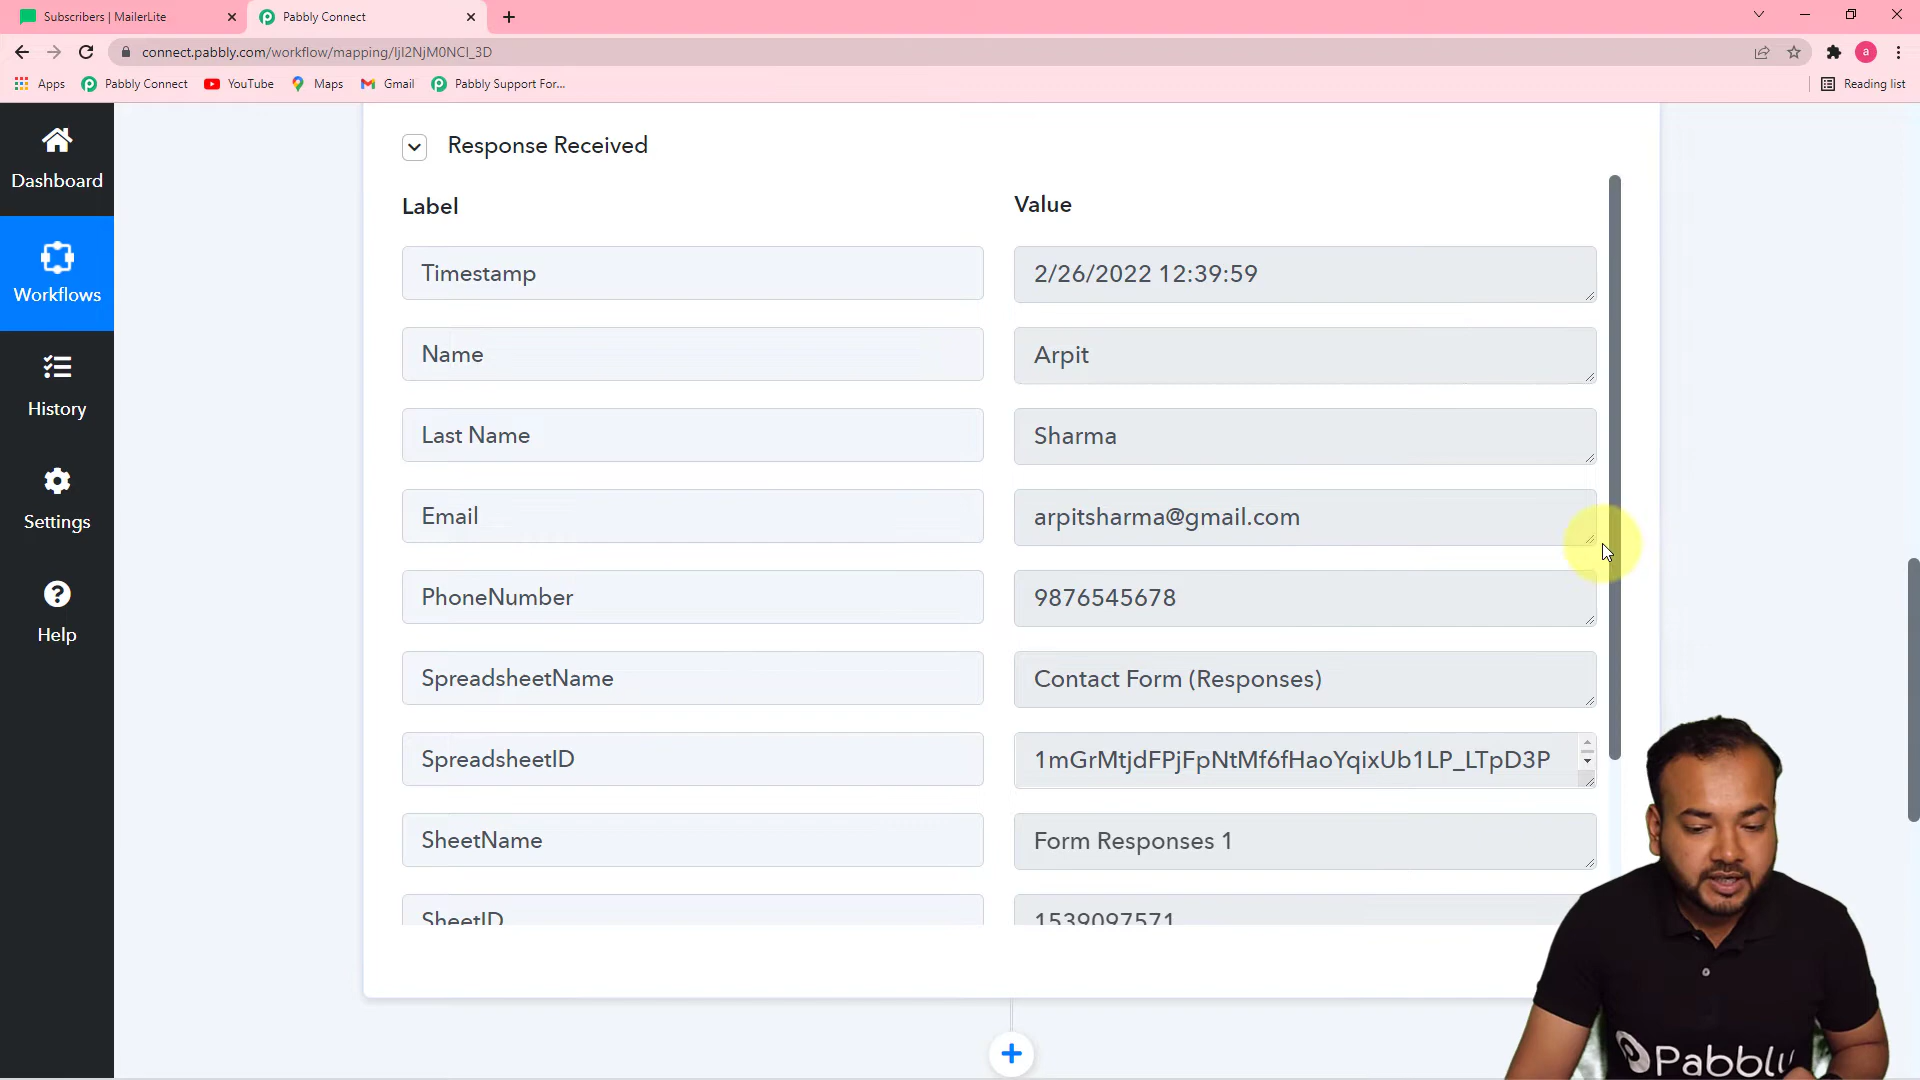 Subscribers | MailerLite
Pabbly Connect
connect.pabbly.com/workflow/mapping/IjI2NjM0NCI_3D
a
Apps
Pabbly Connect
YouTube
Maps
Gmail
Pabbly Support For...
Reading list
Dashboard
Workflows
History
Settings
Help
Response Received
Label
Value
Timestamp
2/26/2022 12:39:59
Name
Arpit
Last Name
Sharma
Email
arpitsharma@gmail.com
PhoneNumber
9876545678
SpreadsheetName
Contact Form (Responses)
SpreadsheetID
1mGrMtjdFPjFpNtMf6fHaoYqixUb1LP_LTpD3P
SheetName
Form Responses 1
SheetID
1539097571
Pabbly